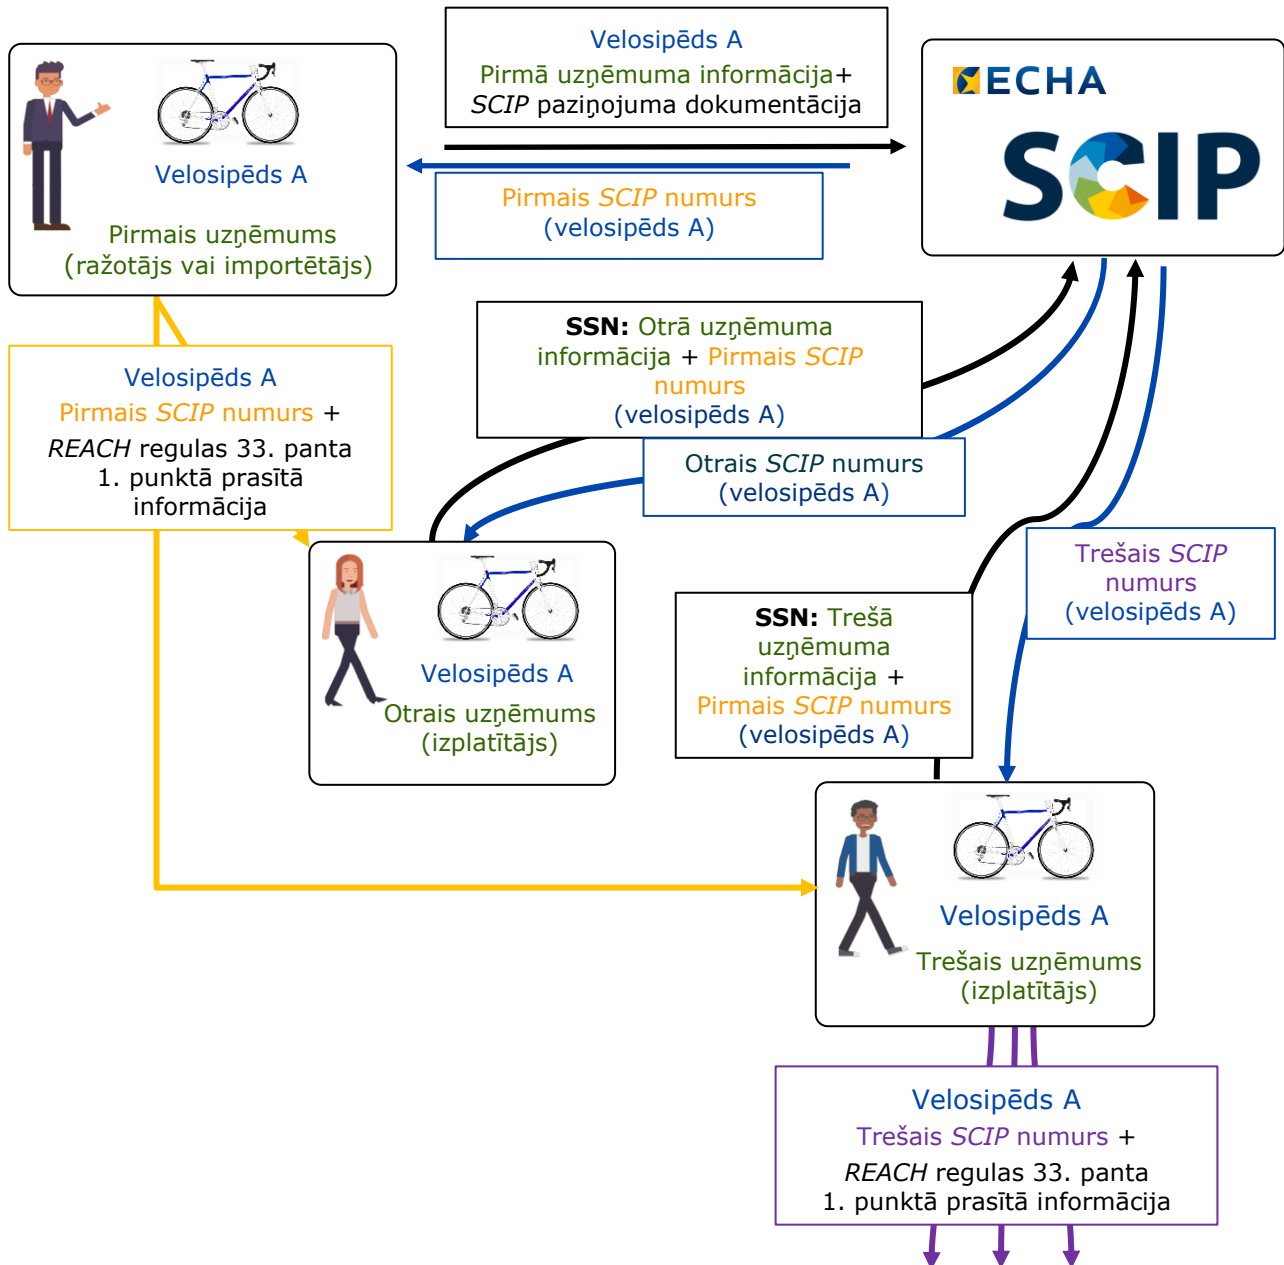 Velosipēds A
Pirmā uzņēmuma informācija+
SCIP paziņojuma dokumentācija
ECHA
SCIP
Velosipēds A
Pirmais uzņēmums
(ražotājs vai importētājs)
Pirmais SCIP numurs
(velosipēds A)
SSN: Otrā uzņēmuma
informācija + Pirmais SCIP
numurs
(velosipēds A)
Velosipēds A
Pirmais SCIP numurs +
REACH regulas 33. panta
1. punktā prasītā
informācija
Otrais SCIP numurs
(velosipēds A)
Trešais SCIP
numurs
(velosipēds A)
Velosipēds A
Otrais uzņēmums
(izplatītājs)
SSN: Trešā
uzņēmuma
informācija +
Pirmais SCIP numurs
(velosipēds A)
Velosipēds A
Trešais uzņēmums
(izplatītājs)
Velosipēds A
Trešais SCIP numurs +
REACH regulas 33. panta
1. punktā prasītā informācija